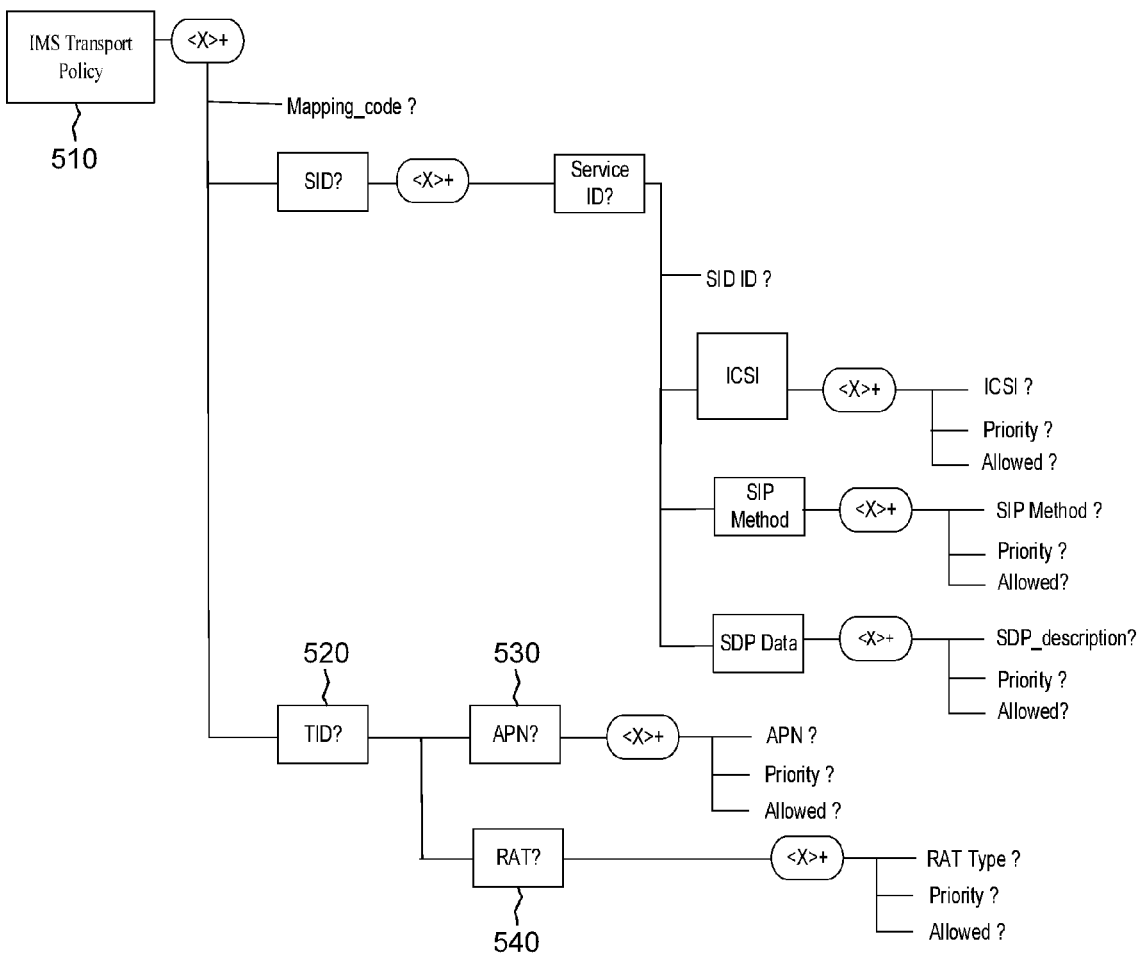 IMS Transport
Policy
<X>+
510
Mapping_code ?
SID?
<X>+
Service
ID?
SID ID ?
ICSI
<X>+
ICSI ?
Priority ?
Allowed ?
SIP
Method
<X>+
SIP Method ?
Priority ?
Allowed?
SDP Data
<X>+
SDP_description?
Priority ?
Allowed?
520
TID?
530
APN?
<X>+
APN ?
Priority ?
Allowed ?
RAT?
540
<X>+
RAT Type ?
Priority ?
Allowed ?